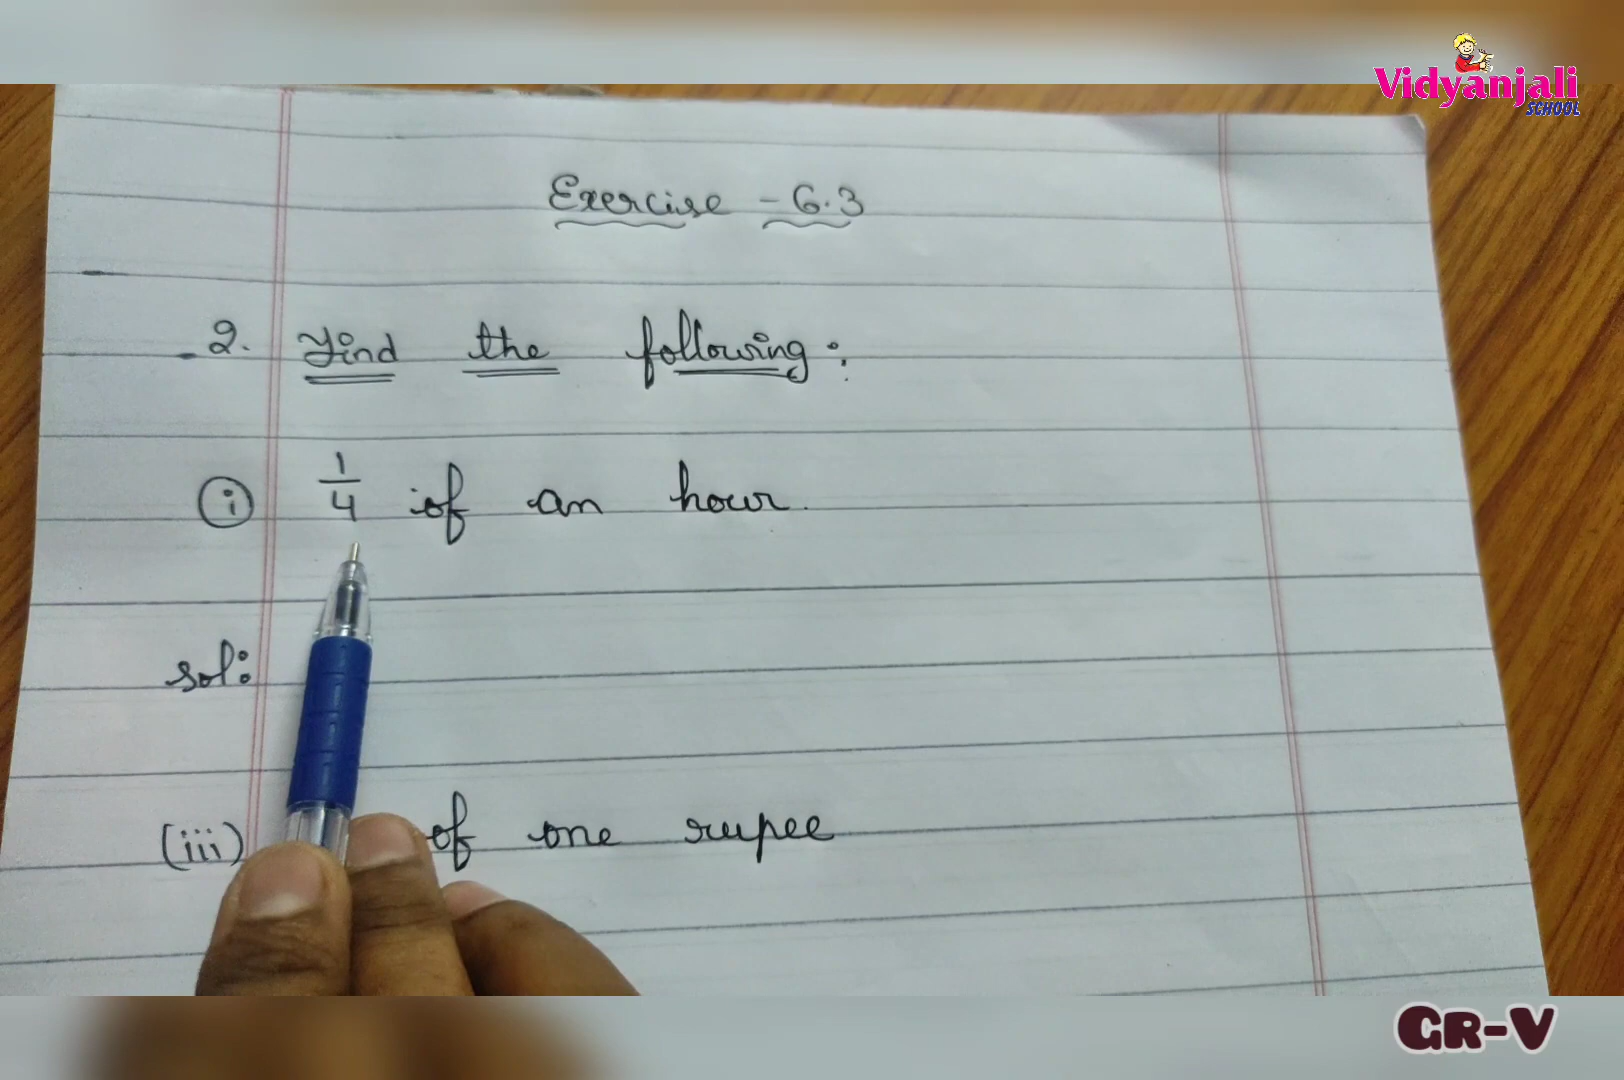 Vidyanjali
SCHOOL
Exercise - 6.3
2. Find the following:
(i) 1/4 of an hour.
sol:
(iii) of one rupee
GR-V